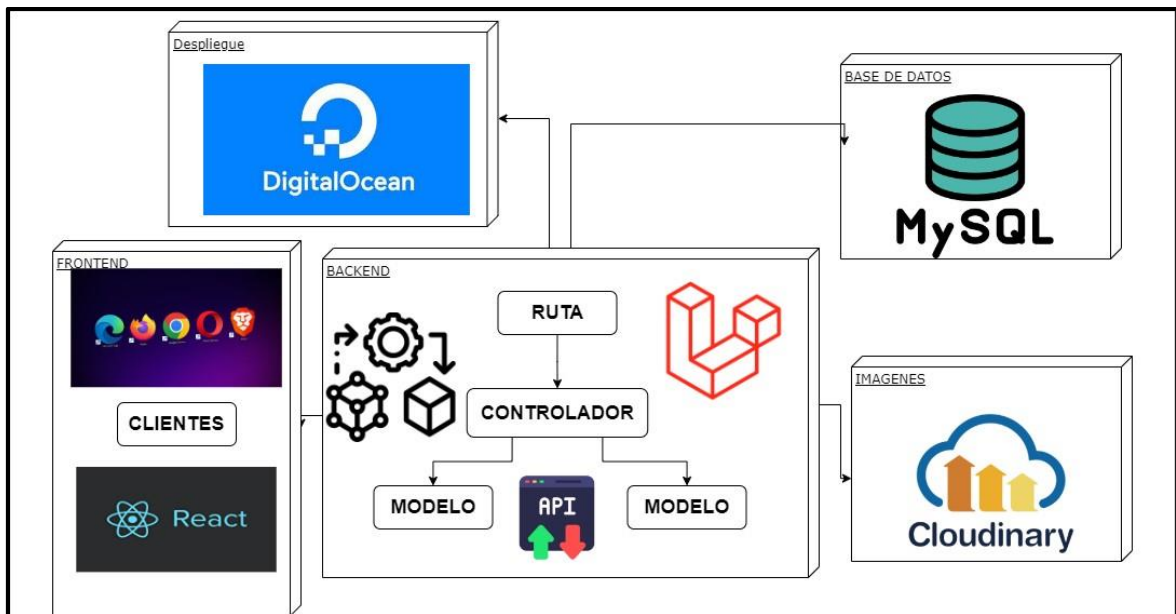 Despliegue
DigitalOcean
BASE DE DATOS
MySQL
FRONTEND
CLIENTES
React
BACKEND
RUTA
CONTROLADOR
MODELO
API
MODELO
IMAGENES
Cloudinary